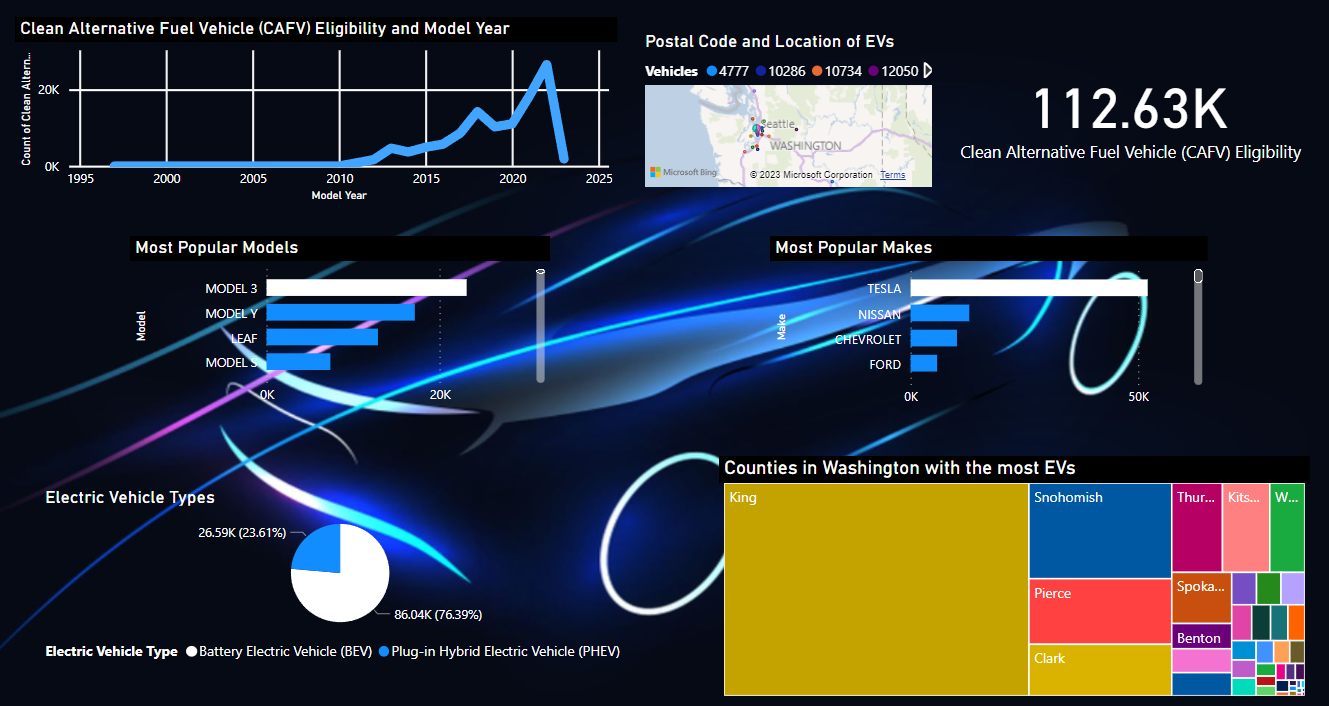 Clean Alternative Fuel Vehicle (CAFV) Eligibility and Model Year
Count of Clean Altern...
20K
0K
1995
2000
2005
2010
2015
2020
2025
Model Year
Postal Code and Location of EVs
Vehicles 4777 10286 10734 12050
Seattle
WASHINGTON
Microsoft Bing
© 2023 Microsoft Corporation Terms
112.63K
Clean Alternative Fuel Vehicle (CAFV) Eligibility
Most Popular Models
Model
MODEL 3
MODEL Y
LEAF
MODEL S
0K
20K
Most Popular Makes
Make
TESLA
NISSAN
CHEVROLET
FORD
0K
50K
Electric Vehicle Types
26.59K (23.61%)
86.04K (76.39%)
Electric Vehicle Type Battery Electric Vehicle (BEV) Plug-in Hybrid Electric Vehicle (PHEV)
Counties in Washington with the most EVs
King
Snohomish
Pierce
Clark
Thur...
Kits...
W...
Spoka...
Benton